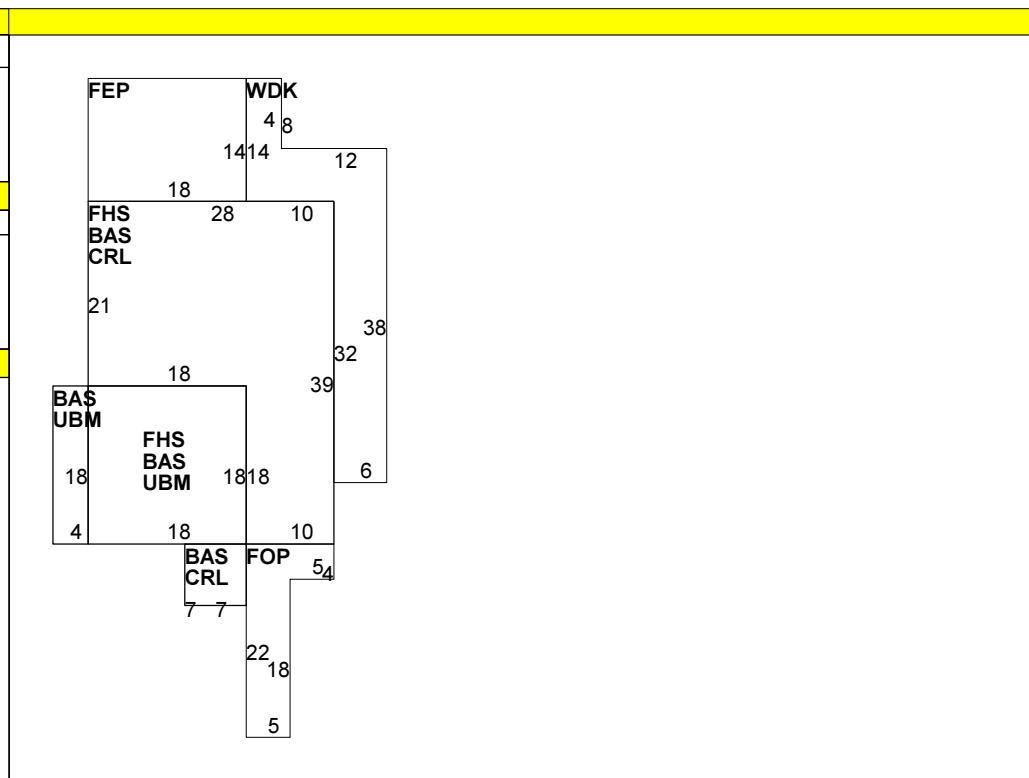 FEP WDK
4 8
14 14 12
18
FHS 28 10
BAS
CRL
21
38
32
18 39
BAS
UBM
FHS
BAS
18 UBM 18 18 6
4 18 10
BAS FOP 5 4
CRL
7 7
22
18
5